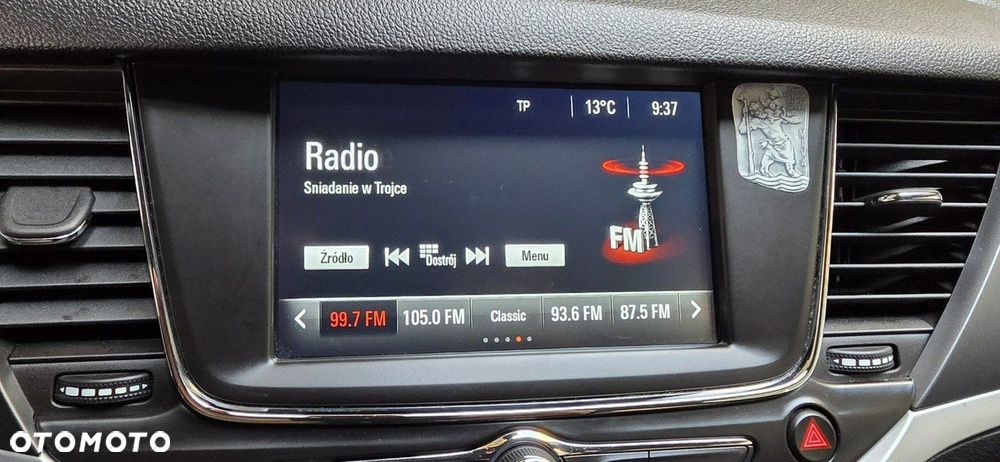 TP 13°C 9:37
Radio
Sniadanie w Trojce
FM
Źródło Dostrój Menu
99.7 FM 105.0 FM Classic 93.6 FM 87.5 FM
OTOMOTO